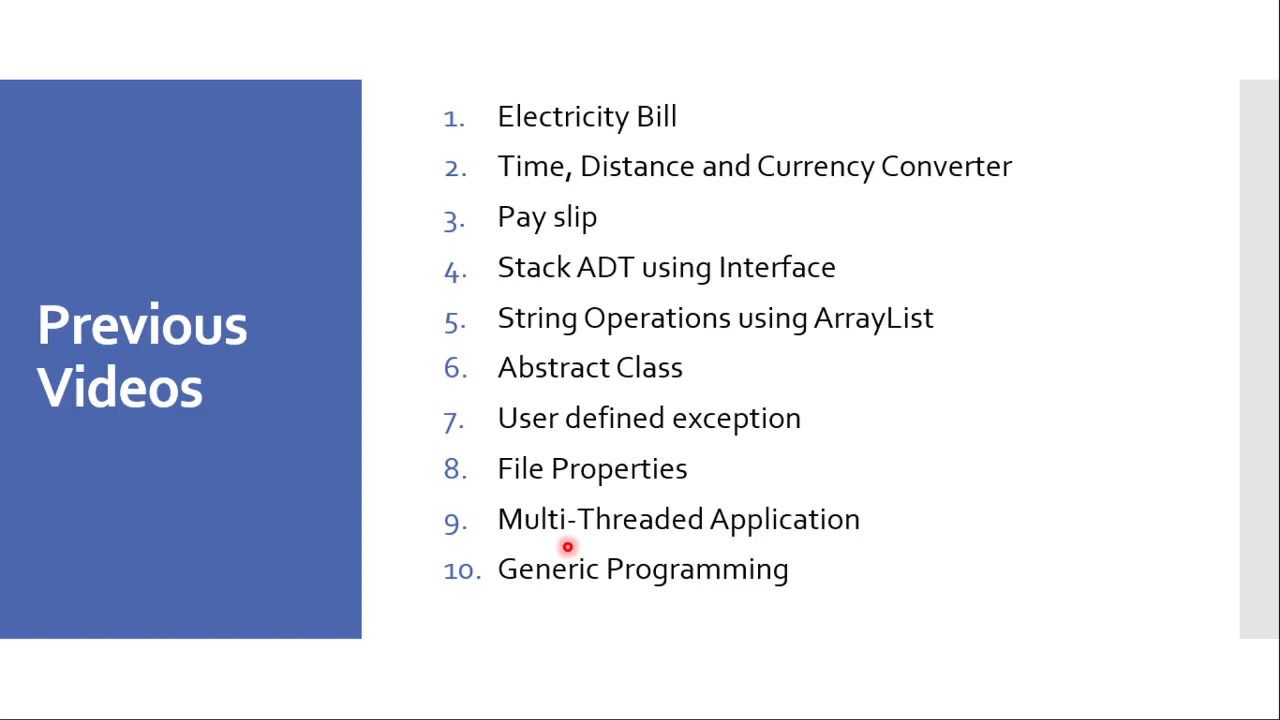 Previous
Videos
1. Electricity Bill
2. Time, Distance and Currency Converter
3. Pay slip
4. Stack ADT using Interface
5. String Operations using ArrayList
6. Abstract Class
7. User defined exception
8. File Properties
9. Multi-Threaded Application
10. Generic Programming